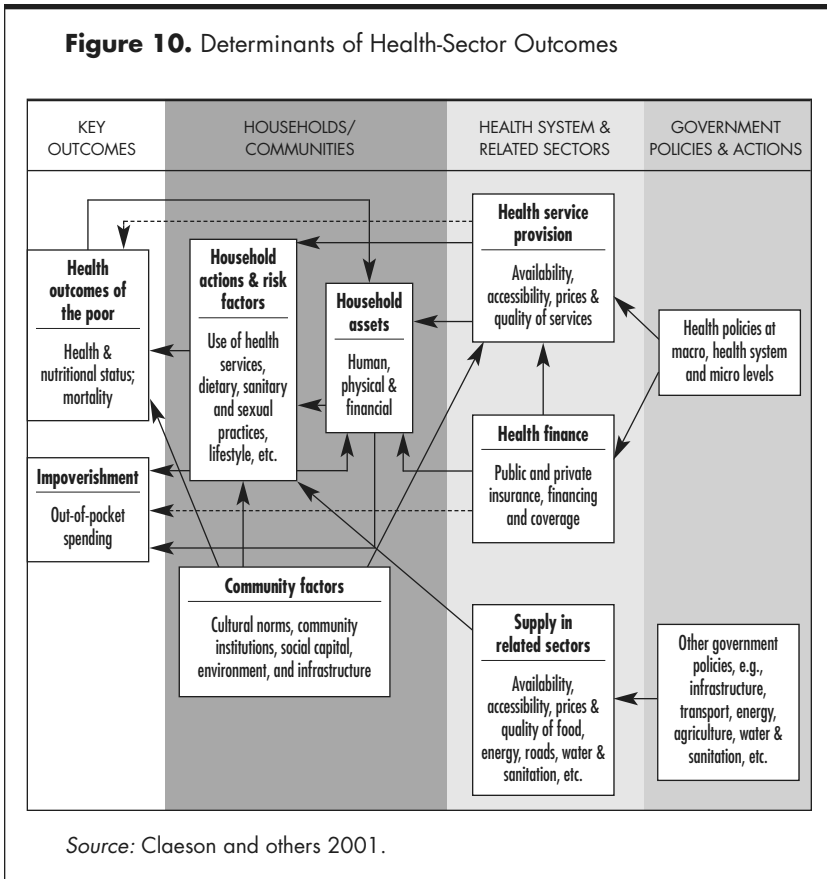 Figure 10. Determinants of Health-Sector Outcomes
KEY
OUTCOMES
HOUSEHOLDS/
COMMUNITIES
HEALTH SYSTEM &
RELATED SECTORS
GOVERNMENT
POLICIES & ACTIONS
Health
outcomes of
the poor
Health &
nutritional status;
mortality
Impoverishment
Out-of-pocket
spending
Household
actions & risk
factors
Use of health
services,
dietary, sanitary
and sexual
practices,
lifestyle, etc.
Household
assets
Human,
physical &
financial
Community factors
Cultural norms, community
institutions, social capital,
environment, and infrastructure
Health service
provision
Availability,
accessibility, prices &
quality of services
Health finance
Public and private
insurance, financing
and coverage
Supply in
related sectors
Availability,
accessibility, prices &
quality of food,
energy, roads, water &
sanitation, etc.
Health policies at
macro, health system
and micro levels
Other government
policies, e.g.,
infrastructure,
transport, energy,
agriculture, water &
sanitation, etc.
Source: Claeson and others 2001.